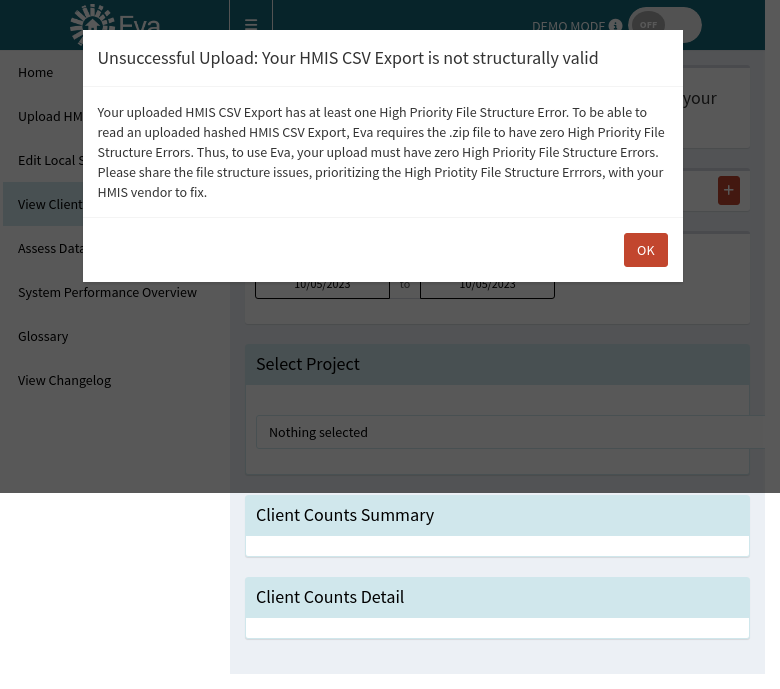 Eva
☰
DEMO MODE
OFF
Unsuccessful Upload: Your HMIS CSV Export is not structurally valid
Your uploaded HMIS CSV Export has at least one High Priority File Structure Error. To be able to
read an uploaded hashed HMIS CSV Export, Eva requires the .zip file to have zero High Priority File
Structure Errors. Thus, to use Eva, your upload must have zero High Priority File Structure Errors.
Please share the file structure issues, prioritizing the High Priotity File Structure Errrors, with your
HMIS vendor to fix.
OK
Home
Upload HM
Edit Local S
View Client
Assess Data
System Performance Overview
Glossary
View Changelog
your
+
10/05/2023 to 10/05/2023
Select Project
Nothing selected
Client Counts Summary
Client Counts Detail